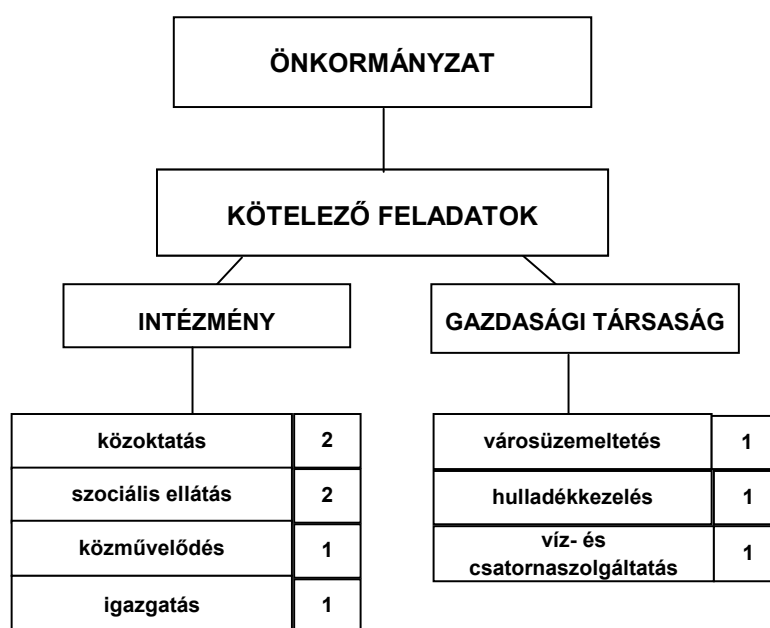 ÖNKORMÁNYZAT
KÖTELEZŐ FELADATOK
INTÉZMÉNY
GAZDASÁGI TÁRSASÁG
közoktatás 2
szociális ellátás 2
közművelődés 1
igazgatás 1
városüzemeltetés 1
hulladékkezelés 1
víz- és
csatornaszolgáltatás 1